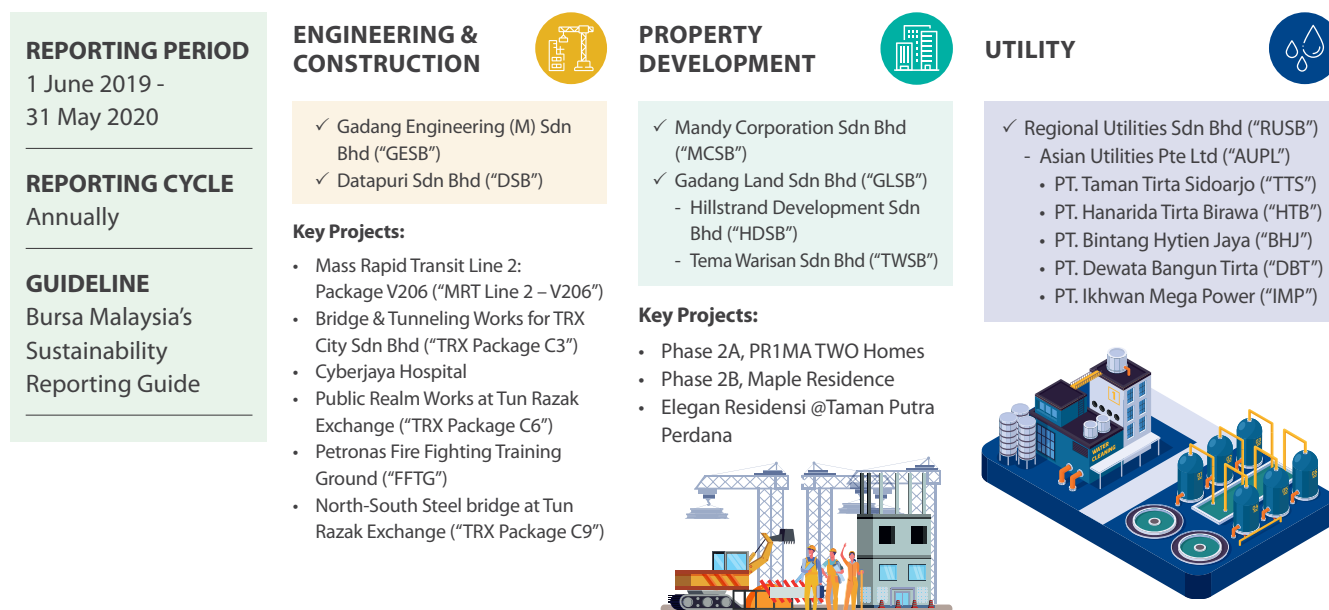 REPORTING PERIOD
1 June 2019 -
31 May 2020
REPORTING CYCLE
Annually
GUIDELINE
Bursa Malaysia’s
Sustainability
Reporting Guide
ENGINEERING &
CONSTRUCTION
✓ Gadang Engineering (M) Sdn
Bhd (“GESB”)
✓ Datapuri Sdn Bhd (“DSB”)
Key Projects:
• Mass Rapid Transit Line 2:
Package V206 (“MRT Line 2 – V206”)
• Bridge & Tunneling Works for TRX
City Sdn Bhd (“TRX Package C3”)
• Cyberjaya Hospital
• Public Realm Works at Tun Razak
Exchange (“TRX Package C6”)
• Petronas Fire Fighting Training
Ground (“FFTG”)
• North-South Steel bridge at Tun
Razak Exchange (“TRX Package C9”)
PROPERTY
DEVELOPMENT
✓ Mandy Corporation Sdn Bhd
(“MCSB”)
✓ Gadang Land Sdn Bhd (“GLSB”)
- Hillstrand Development Sdn
Bhd (“HDSB”)
- Tema Warisan Sdn Bhd (“TWSB”)
Key Projects:
• Phase 2A, PR1MA TWO Homes
• Phase 2B, Maple Residence
• Elegan Residensi @Taman Putra
Perdana
UTILITY
✓ Regional Utilities Sdn Bhd (“RUSB”)
- Asian Utilities Pte Ltd (“AUPL”)
• PT. Taman Tirta Sidoarjo (“TTS”)
• PT. Hanarida Tirta Birawa (“HTB”)
• PT. Bintang Hytien Jaya (“BHJ”)
• PT. Dewata Bangun Tirta (“DBT”)
• PT. Ikhwan Mega Power (“IMP”)
WATER
CLEANING